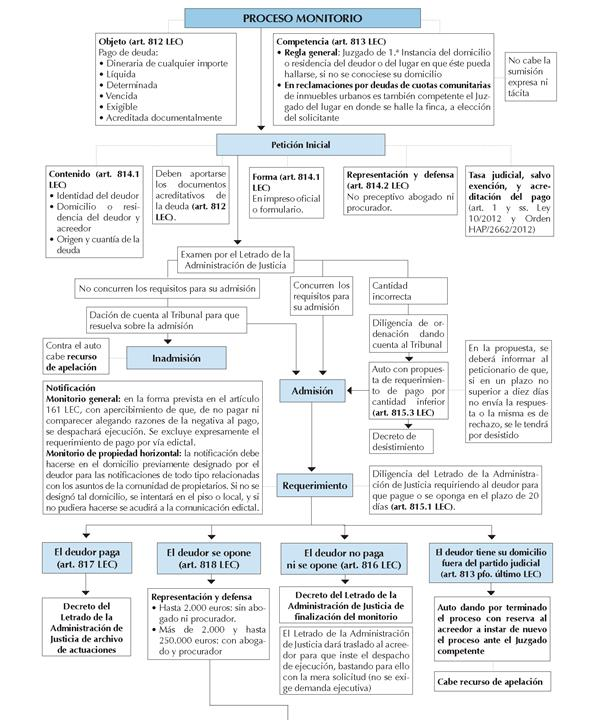 PROCESO MONITORIO
Objeto (art. 812 LEC)
Pago de deuda:
• Dineraria de cualquier importe
• Líquida
• Determinada
• Vencida
• Exigible
• Acreditada documentalmente
Competencia (art. 813 LEC)
• Regla general: Juzgado de 1.ª Instancia del domicilio
o residencia del deudor o del lugar en que éste pueda
hallarse, si no se conociese su domicilio
• En reclamaciones por deudas de cuotas comunitarias
de inmuebles urbanos es también competente el Juz-
gado del lugar en donde se halle la finca, a elección
del solicitante
No cabe la
sumisión
expresa ni
tácita
Petición Inicial
Contenido (art. 814.1
LEC)
• Identidad del deudor
• Domicilio o resi-
dencia del deudor y
acreedor
• Origen y cuantía de la
deuda
Deben aportarse
los documentos
acreditativos de
la deuda (art. 812
LEC).
Forma (art. 814.1
LEC)
En impreso oficial
o formulario.
Representación y defensa
(art. 814.2 LEC)
No preceptivo abogado ni
procurador.
Tasa judicial, salvo
exención, y acre-
ditación del pago
(art. 1 y ss. Ley
10/2012 y Orden
HAP/2662/2012)
Examen por el Letrado de la
Administración de Justicia
No concurren los requisitos para su admisión
Concurren los
requisitos para
su admisión
Cantidad
incorrecta
Dación de cuenta al Tribunal para que
resuelva sobre la admisión
Diligencia de or-
denación dando
cuenta al Tribunal
Contra el auto
cabe recurso
de apelación
Inadmisión
Admisión
Auto con propues-
ta de requerimien-
to de pago por
cantidad inferior
(art. 815.3 LEC)
En la propuesta, se
deberá informar al
peticionario de que,
si en un plazo no
superior a diez días
no envía la respues-
ta o la misma es de
rechazo, se le tendrá
por desistido
Decreto de
desistimiento
Notificación
Monitorio general: en la forma prevista en el artículo
161 LEC, con apercibimiento de que, de no pagar ni
comparecer alegando razones de la negativa al pago,
se despachará ejecución. Se excluye expresamente el
requerimiento de pago por vía edictal.
Monitorio de propiedad horizontal: la notificación debe
hacerse en el domicilio previamente designado por el
deudor para las notificaciones de todo tipo relacionadas
con los asuntos de la comunidad de propietarios. Si no se
designó tal domicilio, se intentará en el piso o local, y si
no pudiera hacerse se acudirá a la comunicación edictal.
Requerimiento
Diligencia del Letrado de la Administra-
ción de Justicia requiriendo al deudor para
que pague o se oponga en el plazo de 20
días (art. 815.1 LEC).
El deudor paga
(art. 817 LEC)
El deudor se opone
(art. 818 LEC)
El deudor no paga
ni se opone (art. 816 LEC)
El deudor tiene su domicilio
fuera del partido judicial
(art. 813 pfo. último LEC)
Decreto del
Letrado de la
Administración de
Justicia de archivo
de actuaciones
Representación y defensa
• Hasta 2.000 euros: sin abo-
gado ni procurador.
• Más de 2.000 y hasta
250.000 euros: con aboga-
do y procurador
Decreto del Letrado de la
Administración de Justicia de
finalización del monitorio
El Letrado de la Administración
de Justicia dará traslado al acree-
dor para que inste el despacho
de ejecución, bastando para ello
con la mera solicitud (no se exi-
ge demanda ejecutiva)
Auto dando por terminado
el proceso con reserva al
acreedor a instar de nuevo
el proceso ante el Juzgado
competente
Cabe recurso de apelación